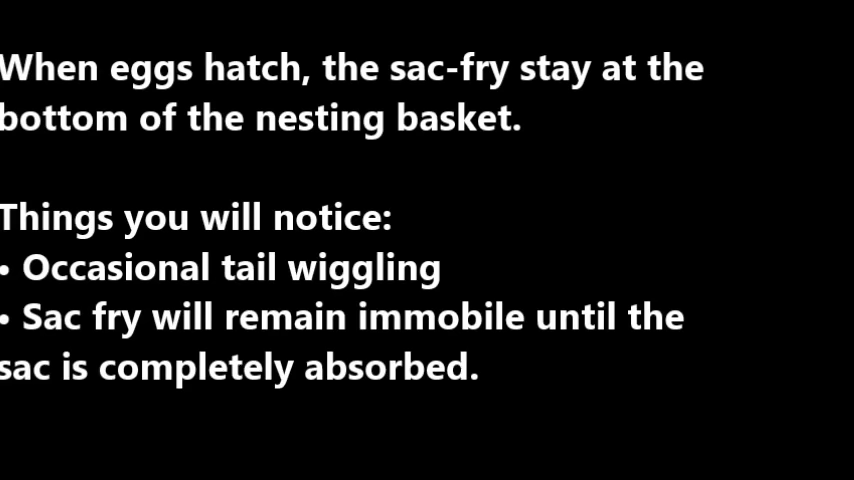 When eggs hatch, the sac-fry stay at the
bottom of the nesting basket.
Things you will notice:
• Occasional tail wiggling
• Sac fry will remain immobile until the
sac is completely absorbed.